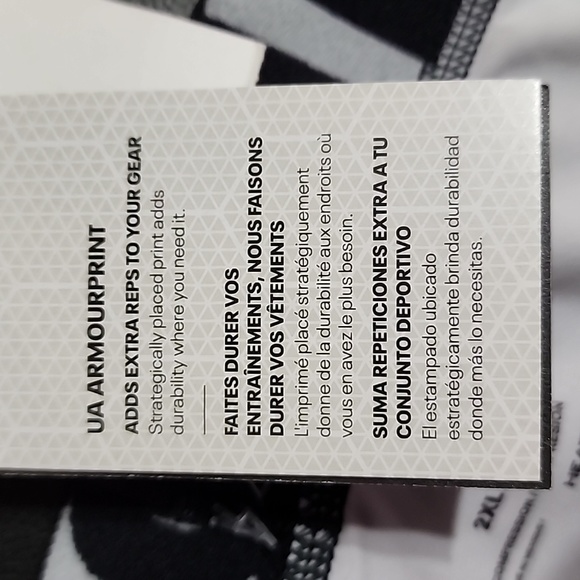 UA ARMOURPRINT
ADDS EXTRA REPS TO YOUR GEAR
Strategically placed print adds
durability where you need it.
FAITES DURER VOS
ENTRAÎNEMENTS, NOUS FAISONS
DURER VOS VÊTEMENTS
L'imprimé placé stratégiquement
donne de la durabilité aux endroits où
vous en avez le plus besoin.
SUMA REPETICIONES EXTRA A TU
CONJUNTO DEPORTIVO
El estampado ubicado
estratégicamente brinda durabilidad
donde más lo necesitas.
2XL